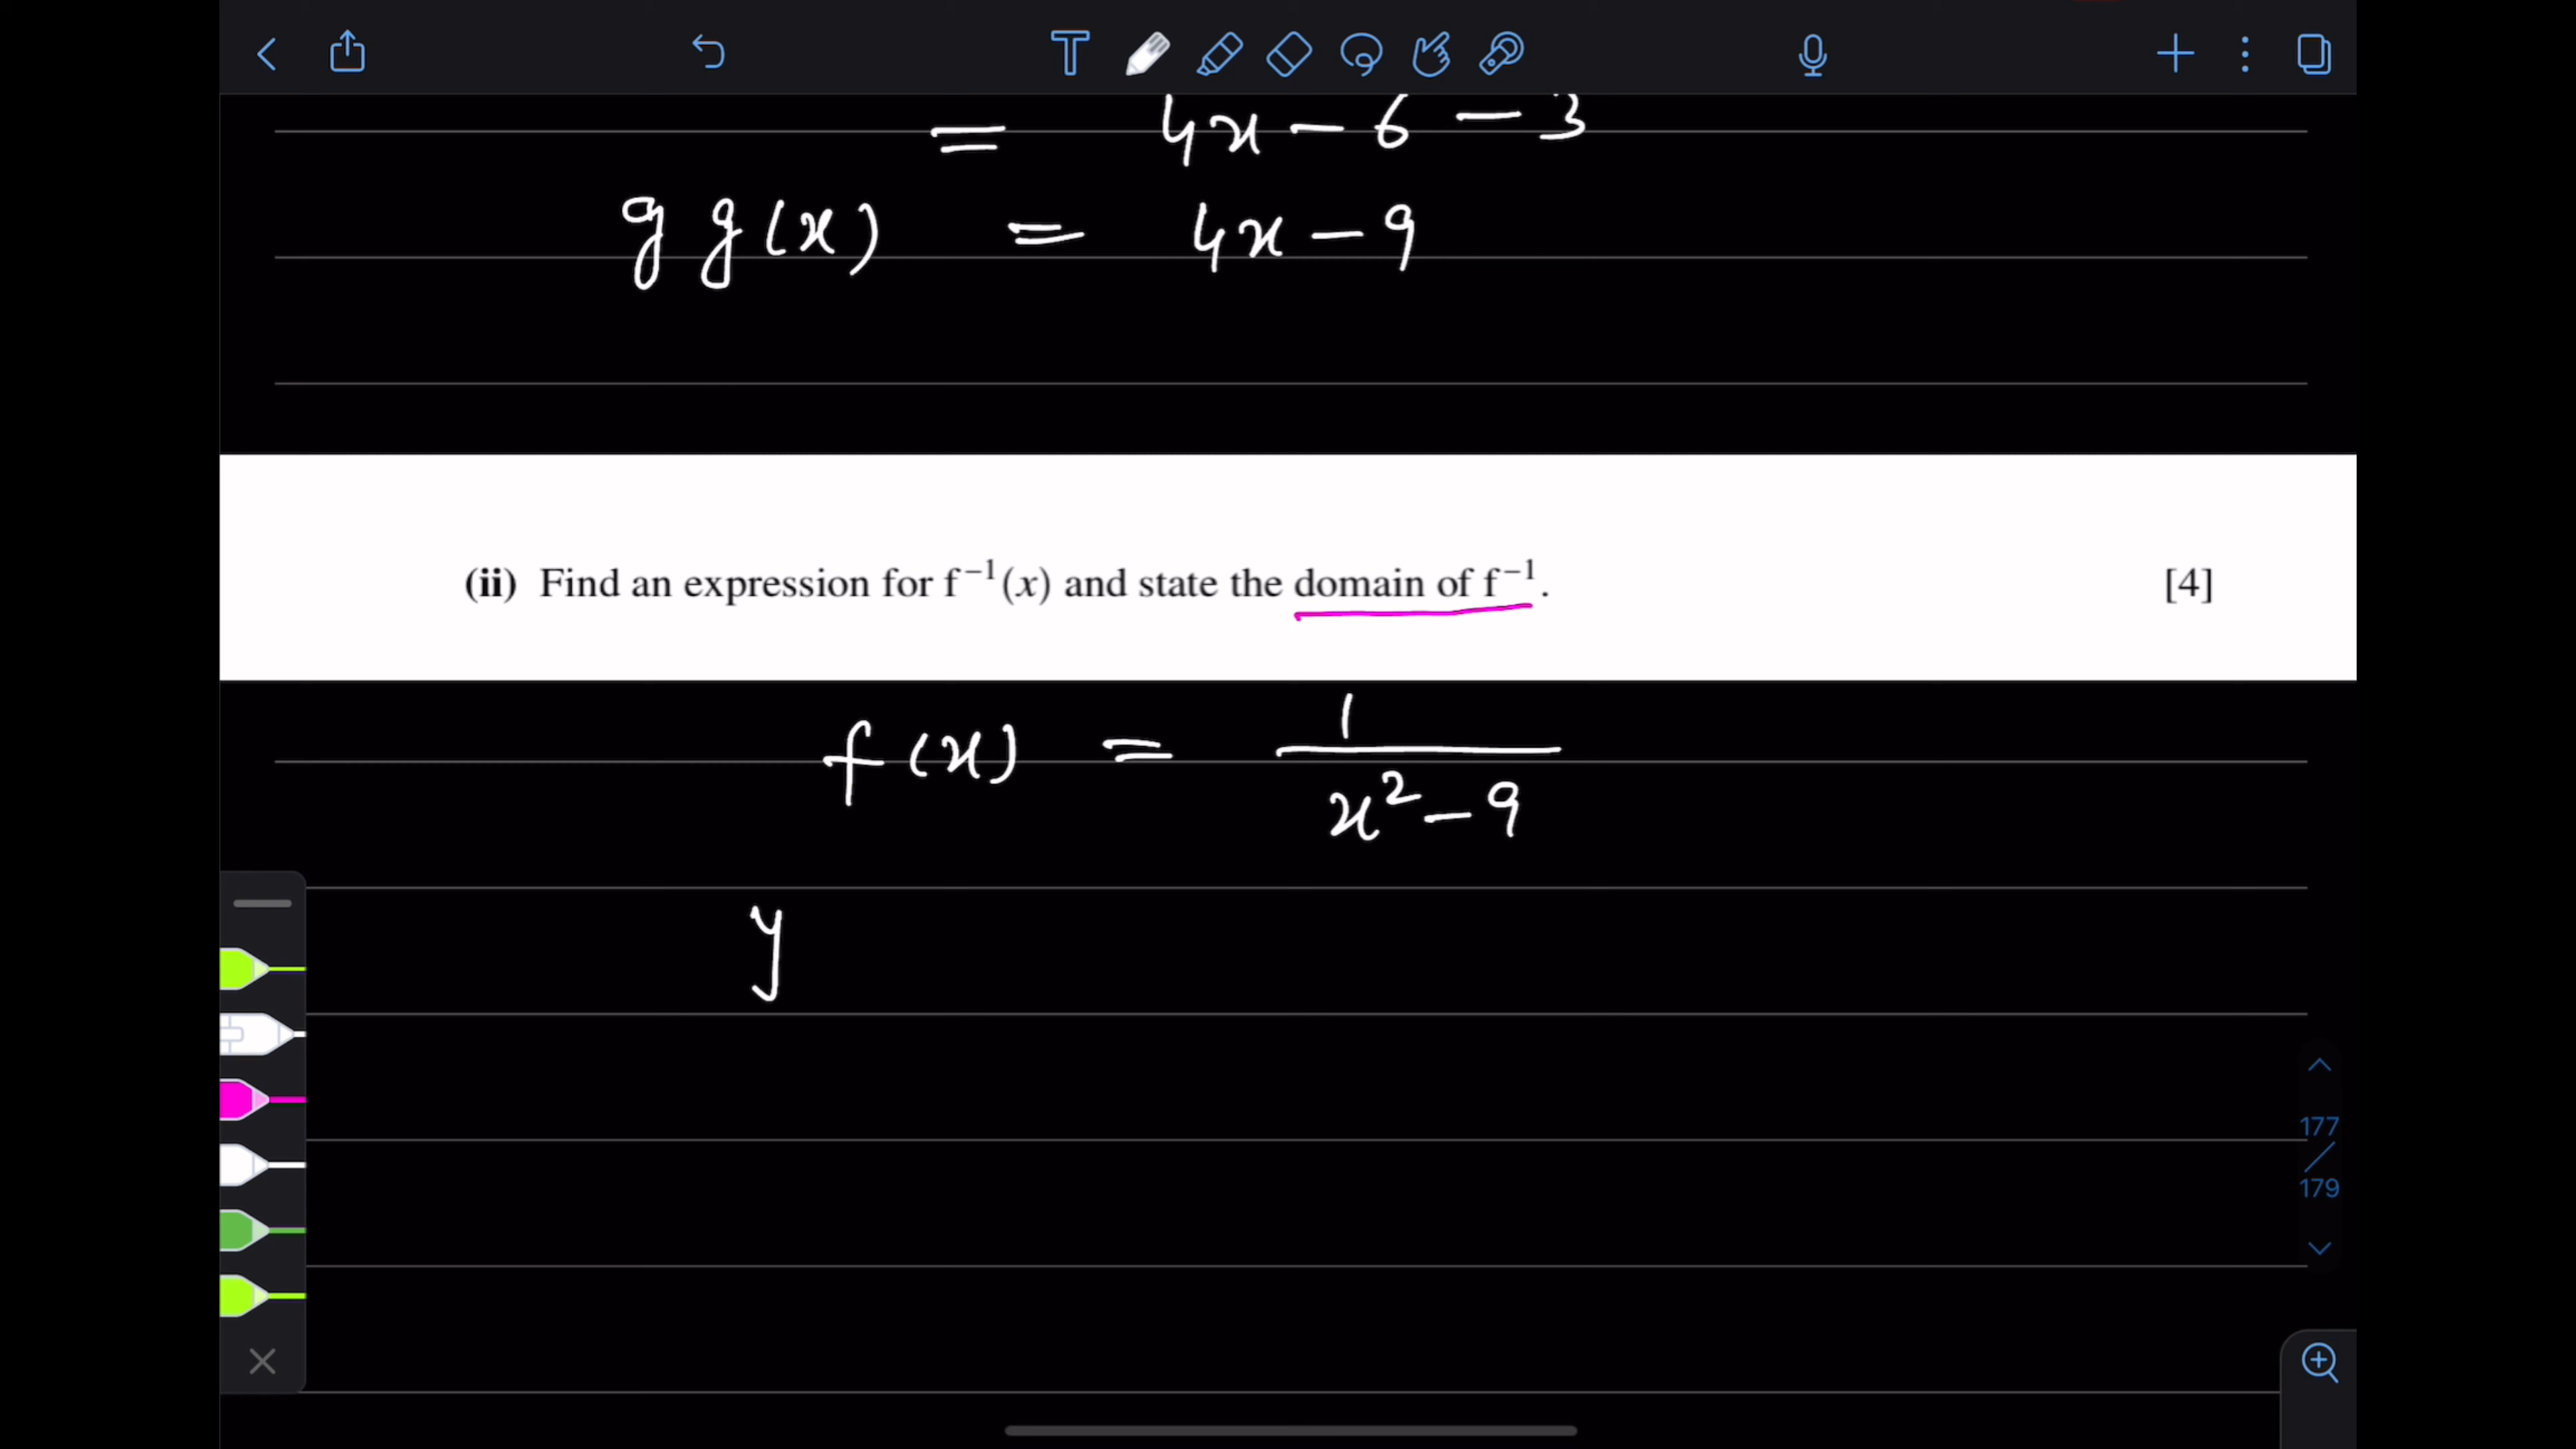 = 4x - 6 - 3
g g(x) = 4x - 9
(ii) Find an expression for f⁻¹(x) and state the domain of f⁻¹. [4]
f(x) = 1
x² - 9
y
177
179